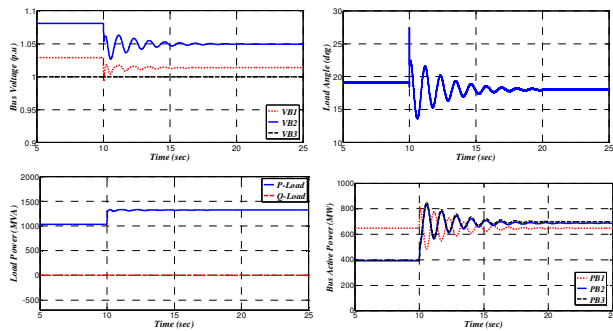 Bus Voltage (p.u)
1.1
1.05
1
0.95
0.9
5 10 15 20 25
Time (sec)
VB1
VB2
VB3
Load Angle (deg)
30
20
10
0
5 10 15 20 25
Time (sec)
Load Power (MVA)
2000
1500
1000
500
0
-500
5 10 15 20 25
Time (sec)
P-Load
Q-Load
Bus Active Power (MW)
1000
800
600
400
200
0
5 10 15 20 25
Time (sec)
PB1
PB2
PB3